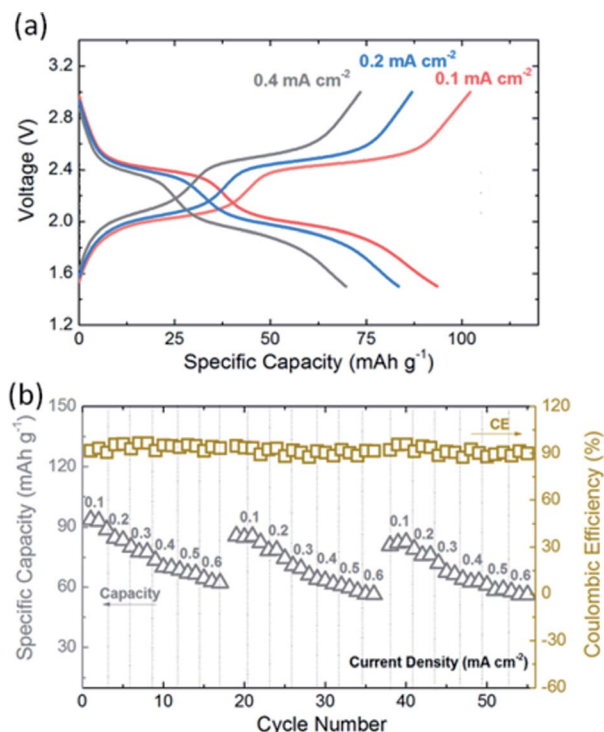 (a)
3.2
2.8
2.4
2.0
1.6
1.2
Voltage (V)
0.4 mA cm⁻²
0.2 mA cm⁻²
0.1 mA cm⁻²
0 25 50 75 100
Specific Capacity (mAh g⁻¹)
(b)
150
120
90
60
30
Specific Capacity (mAh g⁻¹)
CE
0.1 0.2 0.3 0.4 0.5 0.6
0.1 0.2 0.3 0.4 0.5 0.6
0.1 0.2 0.3 0.4 0.5 0.6
Capacity
Current Density (mA cm⁻²)
120
90
60
30
0
-30
-60
Coulombic Efficiency (%)
0 10 20 30 40 50
Cycle Number